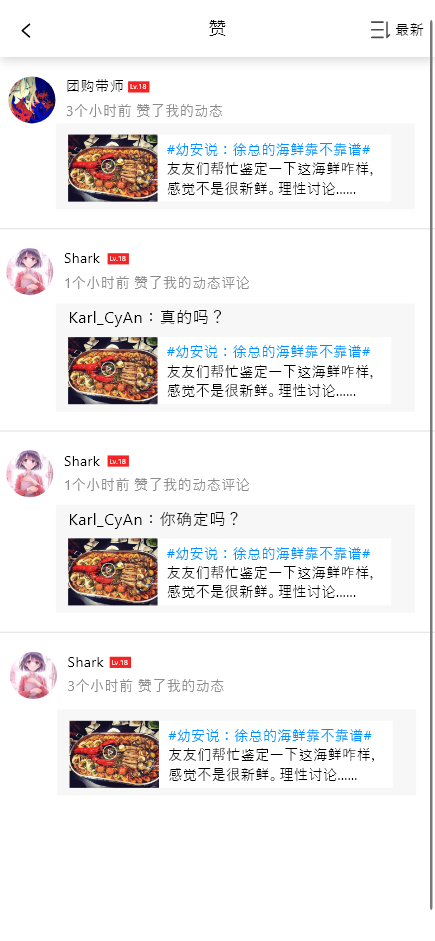 赞
最新
团购带师 Lv.18
3个小时前 赞了我的动态
#幼安说：徐总的海鲜靠不靠谱#
友友们帮忙鉴定一下这海鲜咋样，
感觉不是很新鲜。理性讨论……
Shark Lv.18
1个小时前 赞了我的动态评论
Karl_CyAn：真的吗？
#幼安说：徐总的海鲜靠不靠谱#
友友们帮忙鉴定一下这海鲜咋样，
感觉不是很新鲜。理性讨论……
Shark Lv.18
1个小时前 赞了我的动态评论
Karl_CyAn：你确定吗？
#幼安说：徐总的海鲜靠不靠谱#
友友们帮忙鉴定一下这海鲜咋样，
感觉不是很新鲜。理性讨论……
Shark Lv.18
3个小时前 赞了我的动态
#幼安说：徐总的海鲜靠不靠谱#
友友们帮忙鉴定一下这海鲜咋样，
感觉不是很新鲜。理性讨论……